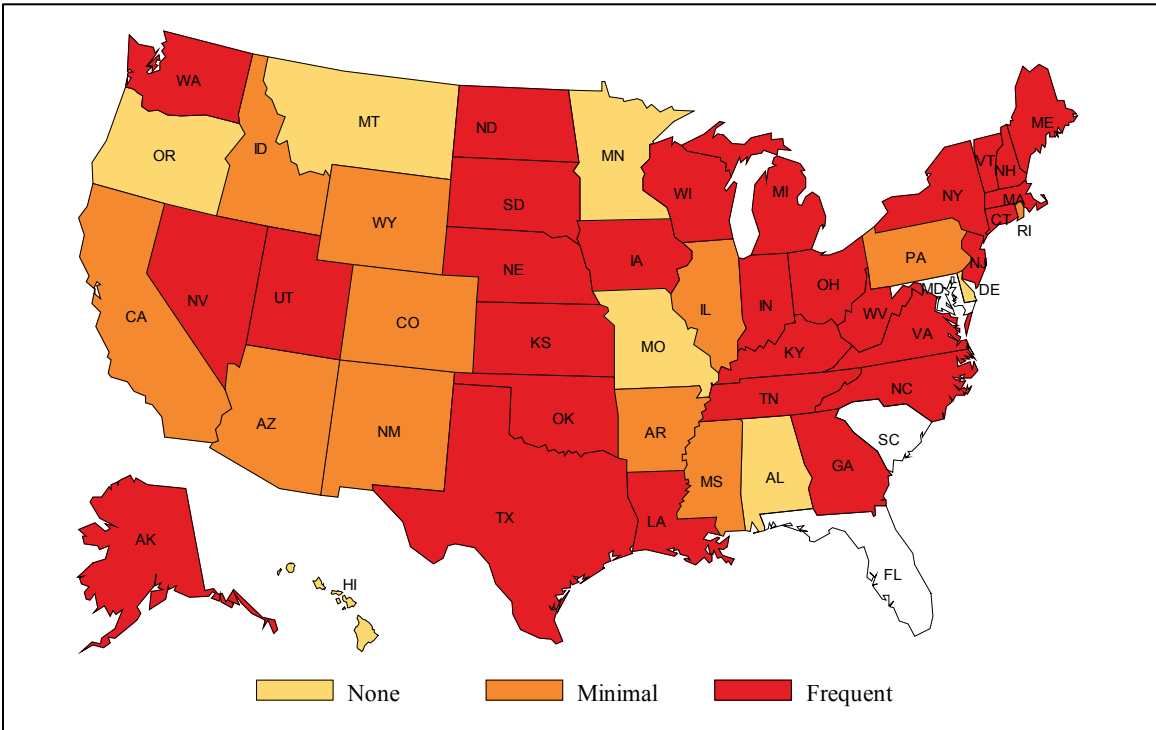 WA
MT
ND
MN
ME
OR
ID
VT
NH
WI
MI
NY
MA
SD
WY
CT
RI
IA
PA
NE
NJ
OH
MD
DE
NV
UT
IL
IN
CA
CO
WV
VA
KS
MO
KY
NC
TN
OK
AZ
NM
AR
SC
GA
MS
AL
TX
LA
AK
FL
HI
None
Minimal
Frequent